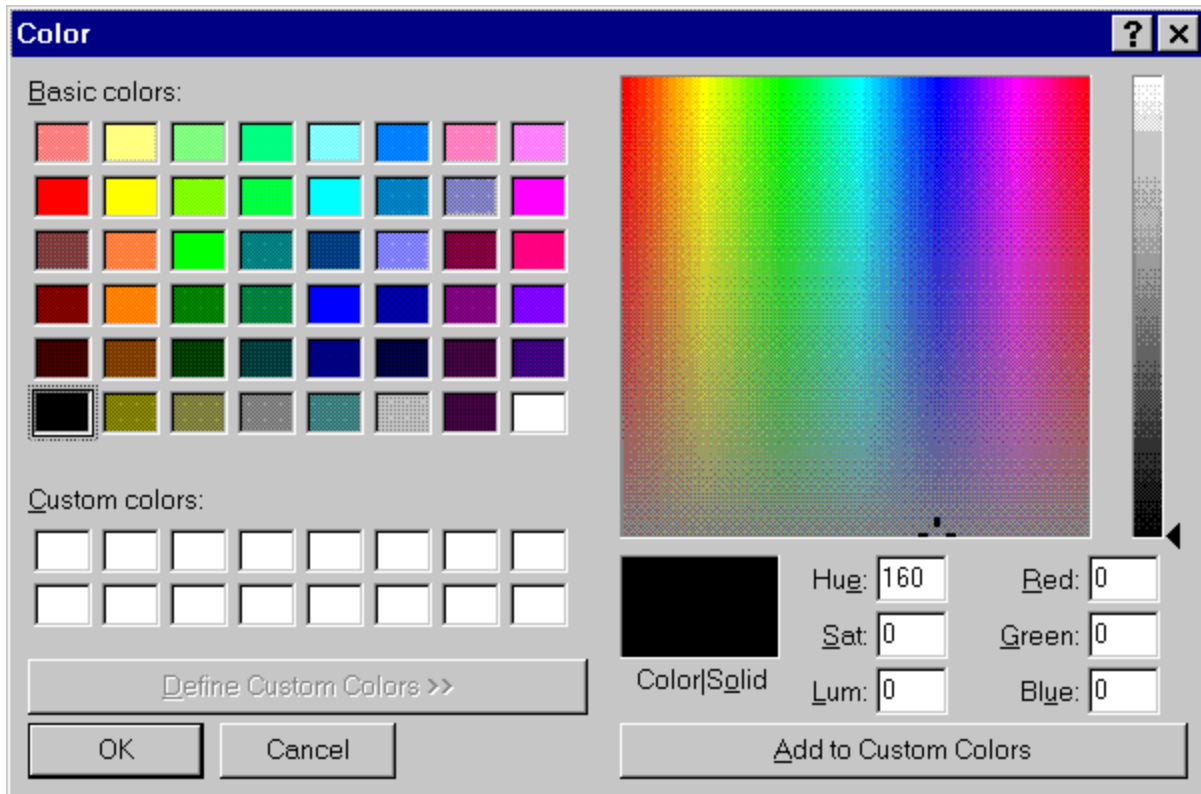 Color
Basic colors:
Custom colors:
Define Custom Colors >>
OK Cancel
Color|Solid
Hue: 160 Red: 0
Sat: 0 Green: 0
Lum: 0 Blue: 0
Add to Custom Colors